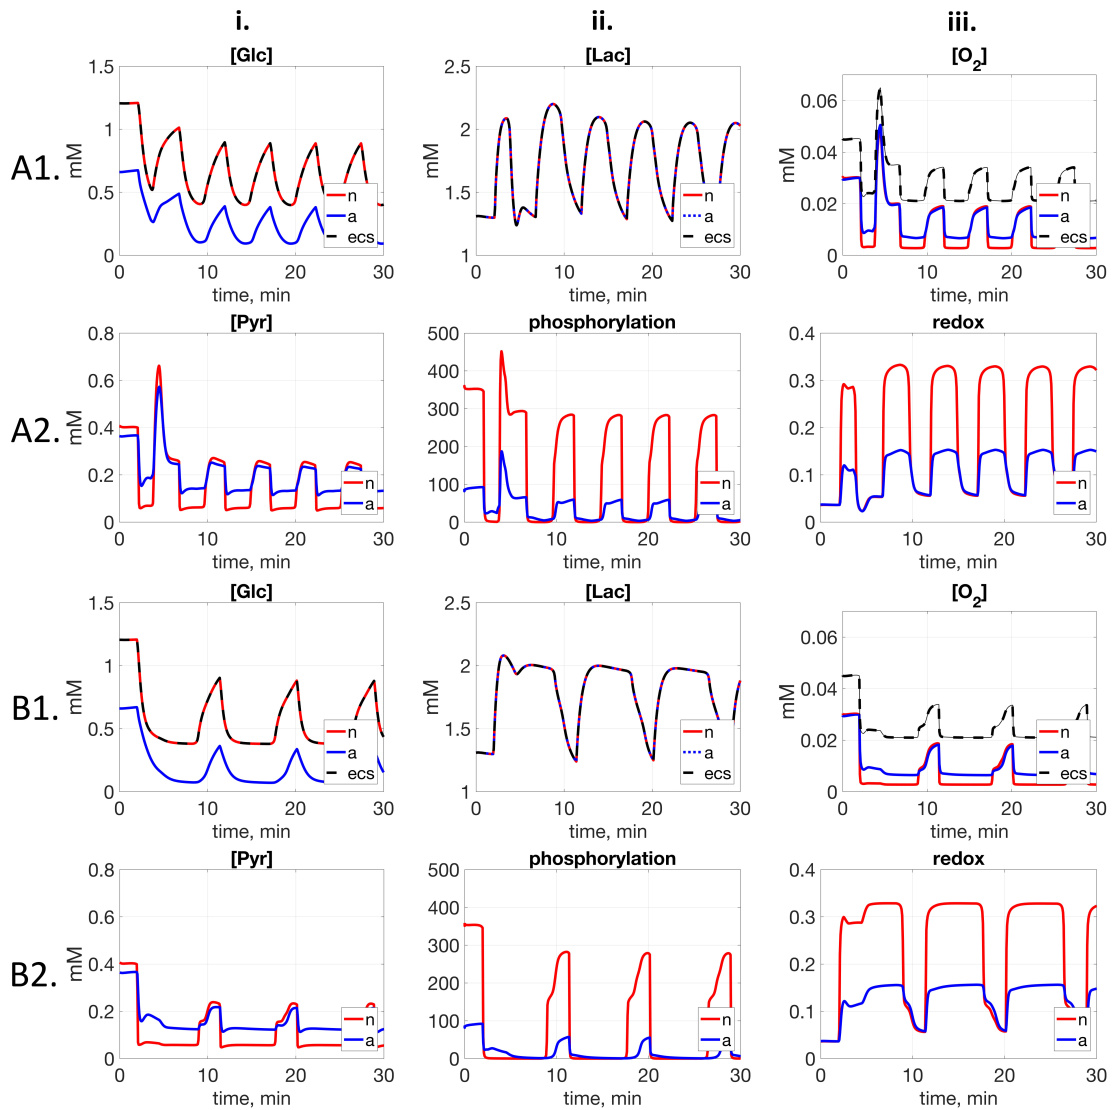 i. ii. iii.
[Glc] [Lac] [O2]
A1.
mM
1.5
1
0.5
0
0 10 20 30
time, min
n
a
ecs
mM
2.5
2
1.5
1
0 10 20 30
time, min
n
a
ecs
mM
0.06
0.04
0.02
0
0 10 20 30
time, min
n
a
ecs
[Pyr] phosphorylation redox
A2.
mM
0.8
0.6
0.4
0.2
0
0 10 20 30
time, min
n
a
500
400
300
200
100
0
0 10 20 30
time, min
n
a
0.4
0.3
0.2
0.1
0
0 10 20 30
time, min
n
a
[Glc] [Lac] [O2]
B1.
mM
1.5
1
0.5
0
0 10 20 30
time, min
n
a
ecs
mM
2.5
2
1.5
1
0 10 20 30
time, min
n
a
ecs
mM
0.06
0.04
0.02
0
0 10 20 30
time, min
n
a
ecs
[Pyr] phosphorylation redox
B2.
mM
0.8
0.6
0.4
0.2
0
0 10 20 30
time, min
n
a
500
400
300
200
100
0
0 10 20 30
time, min
n
a
0.4
0.3
0.2
0.1
0
0 10 20 30
time, min
n
a